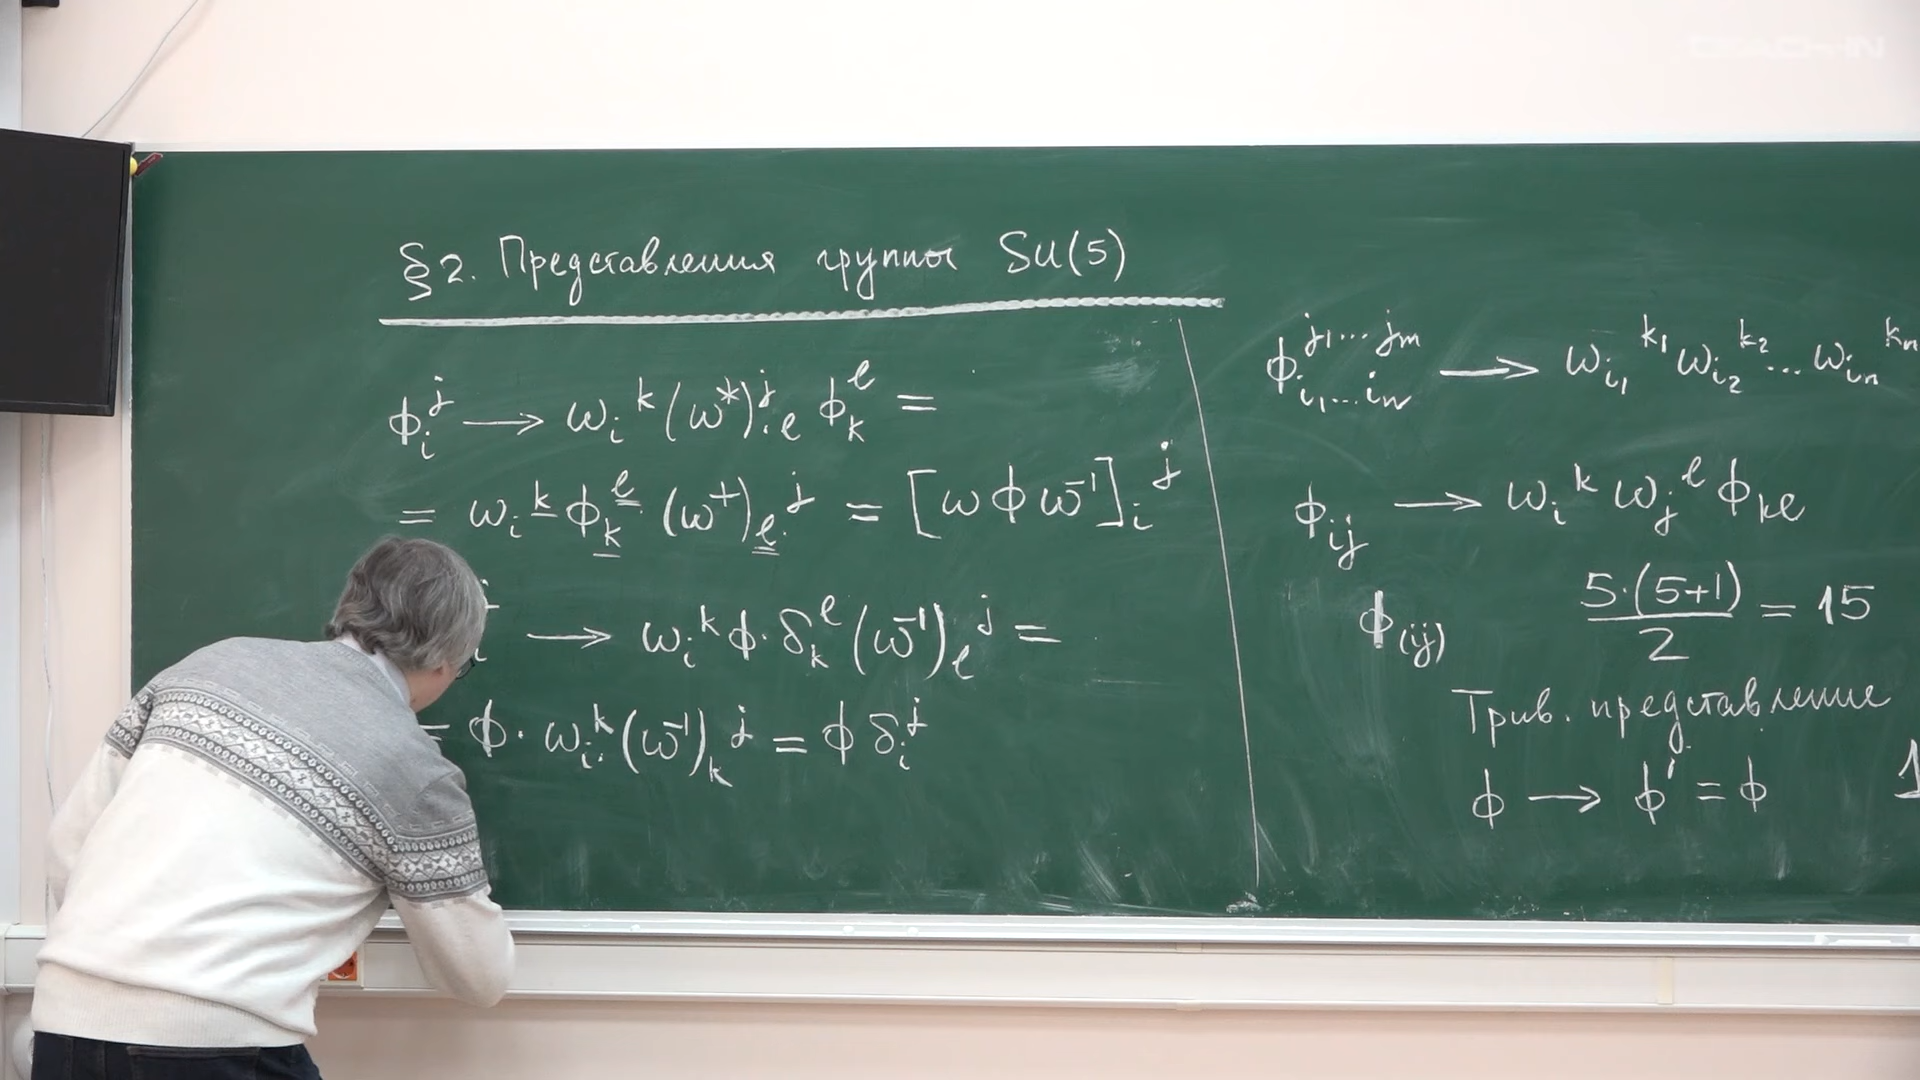 §2. Представления группы SU(5)
ϕ_i^j → ω_i^k (ω*)^j_l ϕ_k^l =
= ω_i^k ϕ_k^l (ω^+)_l^j = [ω ϕ ω^{-1}]_i^j
→ ω_i^k ϕ · δ_k^l (ω^{-1})_l^j =
= ϕ · ω_i^k (ω^{-1})_k^j = ϕ δ_i^j
ϕ_{i_1...i_n}^{j_1...j_m} → ω_{i_1}^{k_1} ω_{i_2}^{k_2} ... ω_{i_n}^{k_n}
ϕ_{ij} → ω_i^k ω_j^l ϕ_{kl}
ϕ_{(ij)} 5·(5+1)/2 = 15
Трив. представление
ϕ → ϕ' = ϕ 1